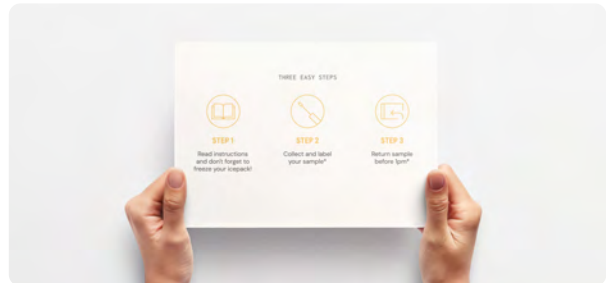 THREE EASY STEPS
STEP 1
Read instructions
and don't forget to
freeze your icepack!
STEP 2
Collect and label
your sample*
STEP 3
Return sample
before 1pm*